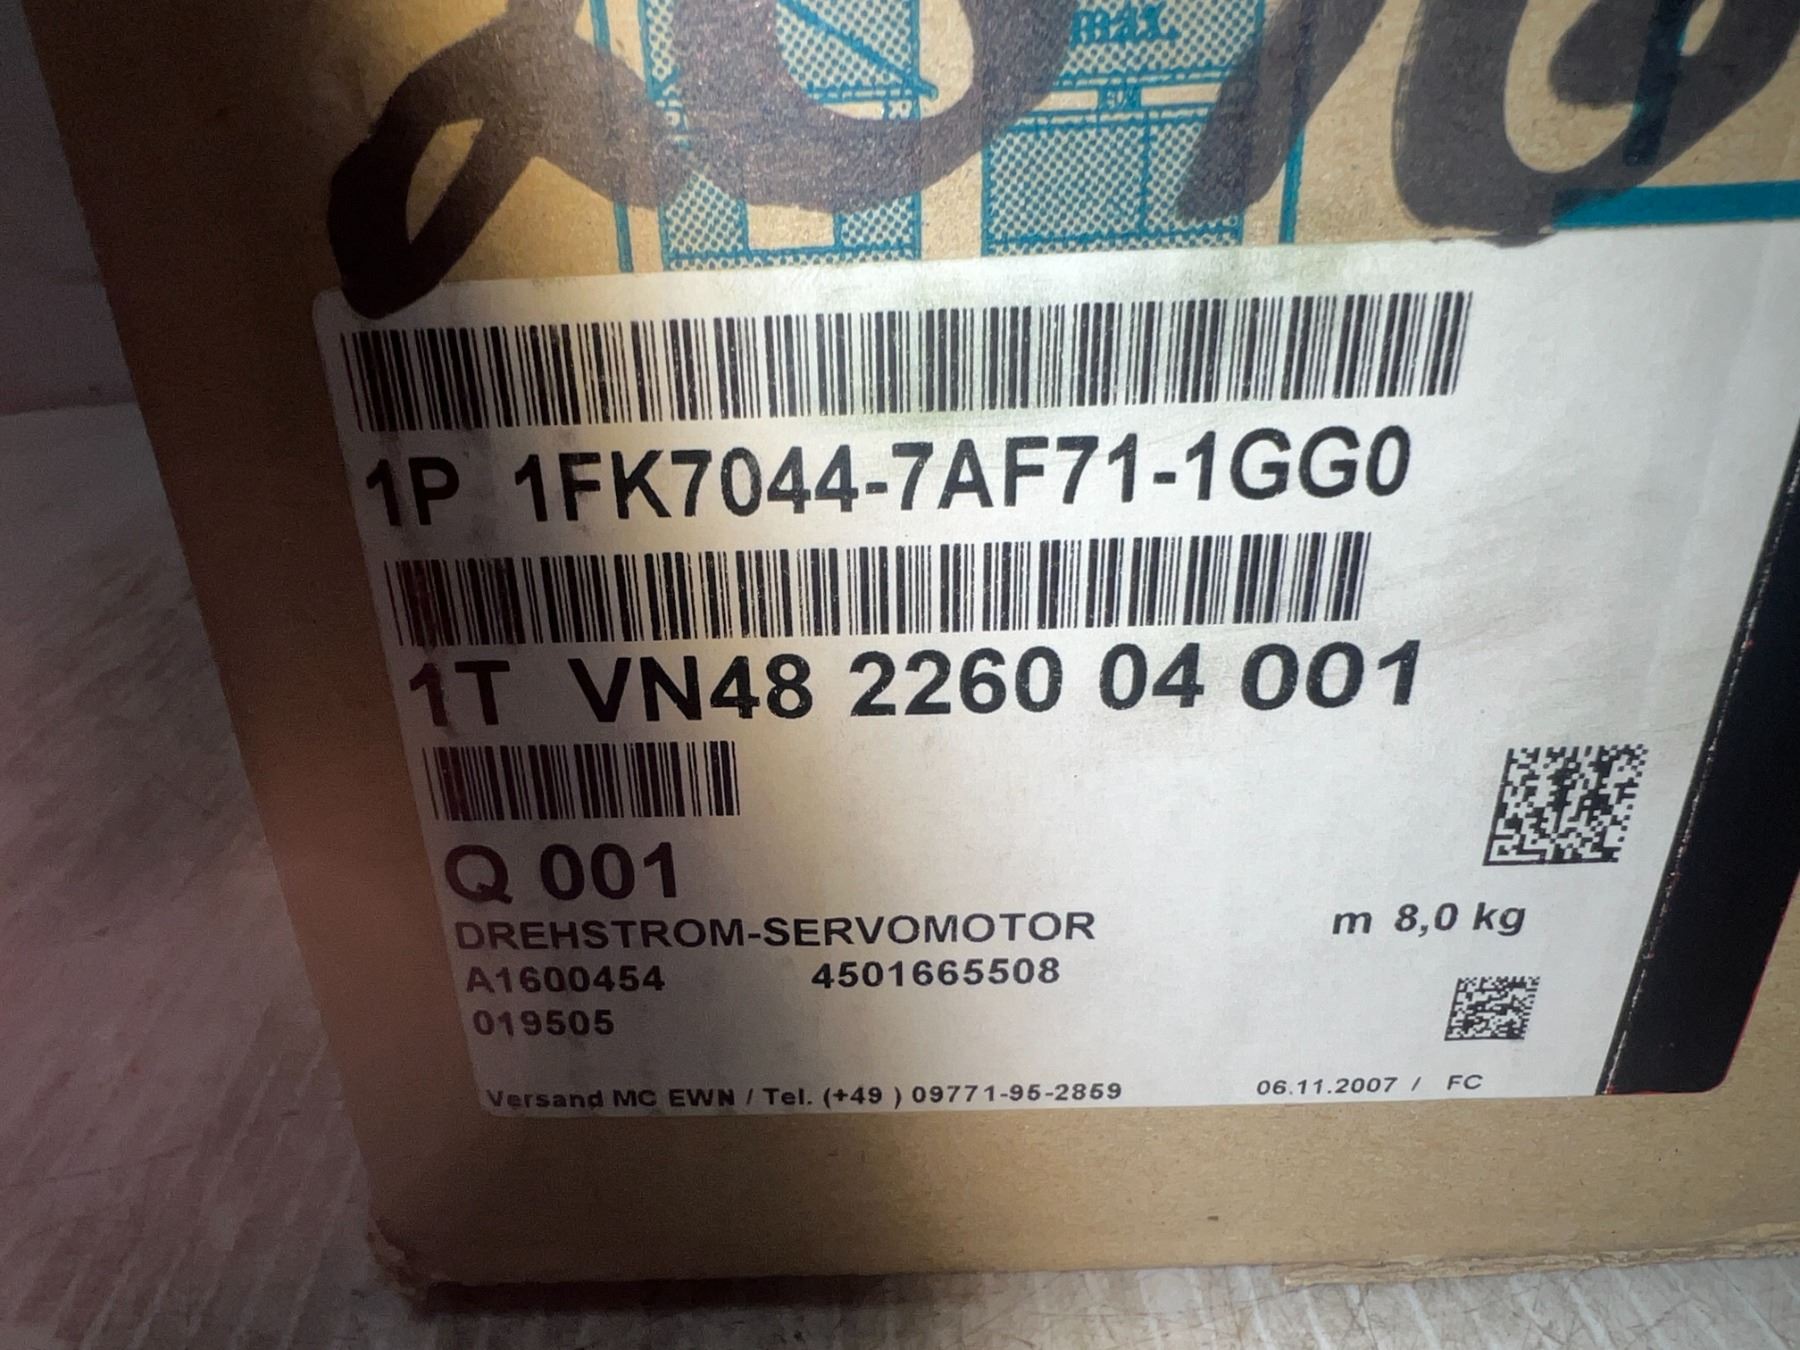 max.
1P 1FK7044-7AF71-1GG0
1T VN48 2260 04 001
Q 001
DREHSTROM-SERVOMOTOR m 8,0 kg
A1600454 4501665508
019505
Versand MC EWN / Tel. (+49 ) 09771-95-2859 06.11.2007 / FC